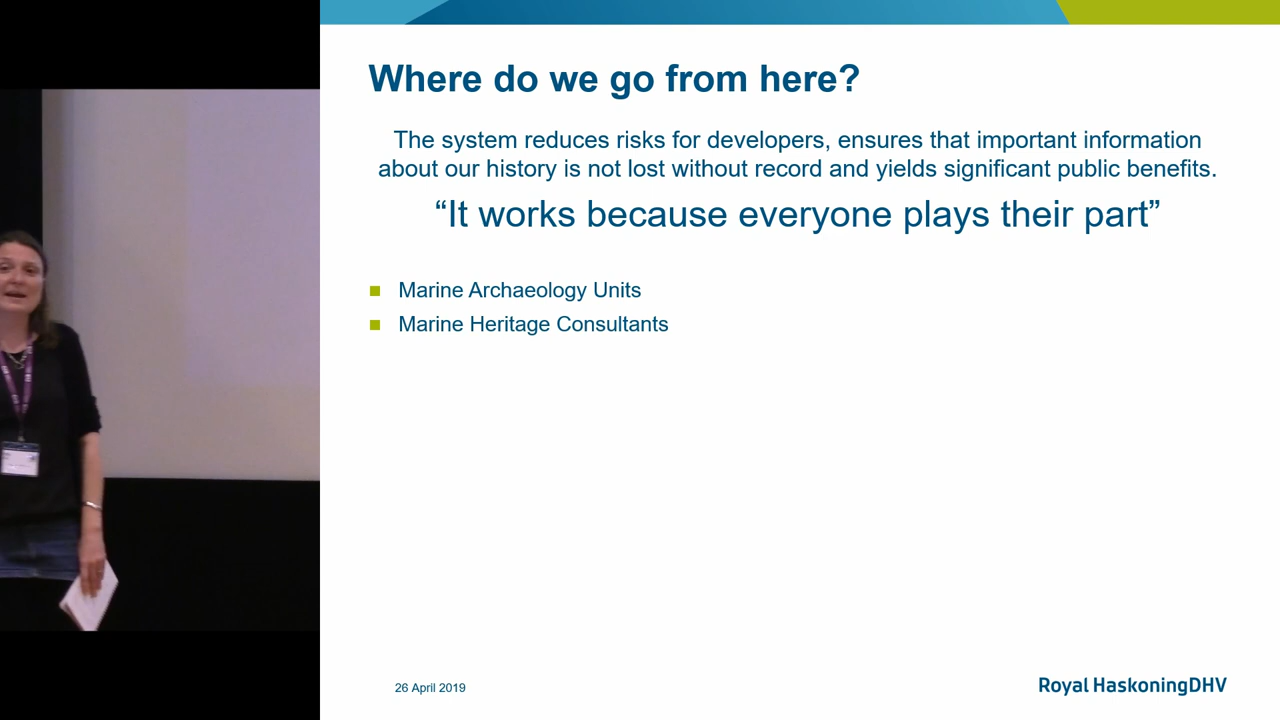 Where do we go from here?
The system reduces risks for developers, ensures that important information
about our history is not lost without record and yields significant public benefits.
“It works because everyone plays their part”
Marine Archaeology Units
Marine Heritage Consultants
26 April 2019
Royal HaskoningDHV